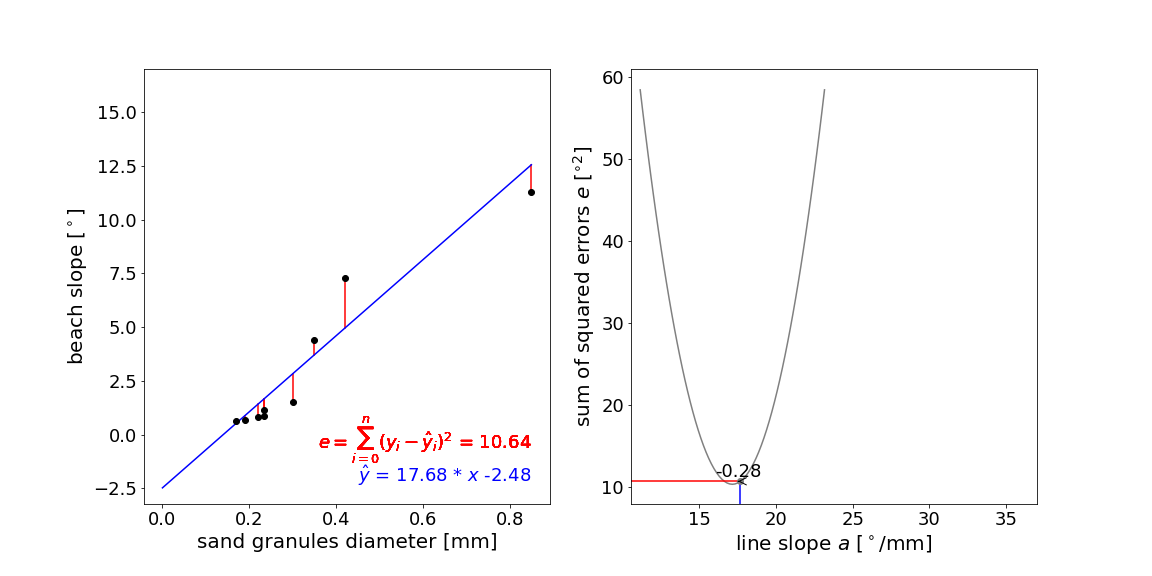 15.0
12.5
10.0
7.5
5.0
2.5
0.0
−2.5
beach slope [°]
0.0 0.2 0.4 0.6 0.8
sand granules diameter [mm]
e = ∑ⁿᵢ₌₀ (yᵢ − ŷᵢ)² = 10.64
ŷ = 17.68 * x -2.48
60
50
40
30
20
10
sum of squared errors e [°²]
-0.28
15 20 25 30 35
line slope a [°/mm]